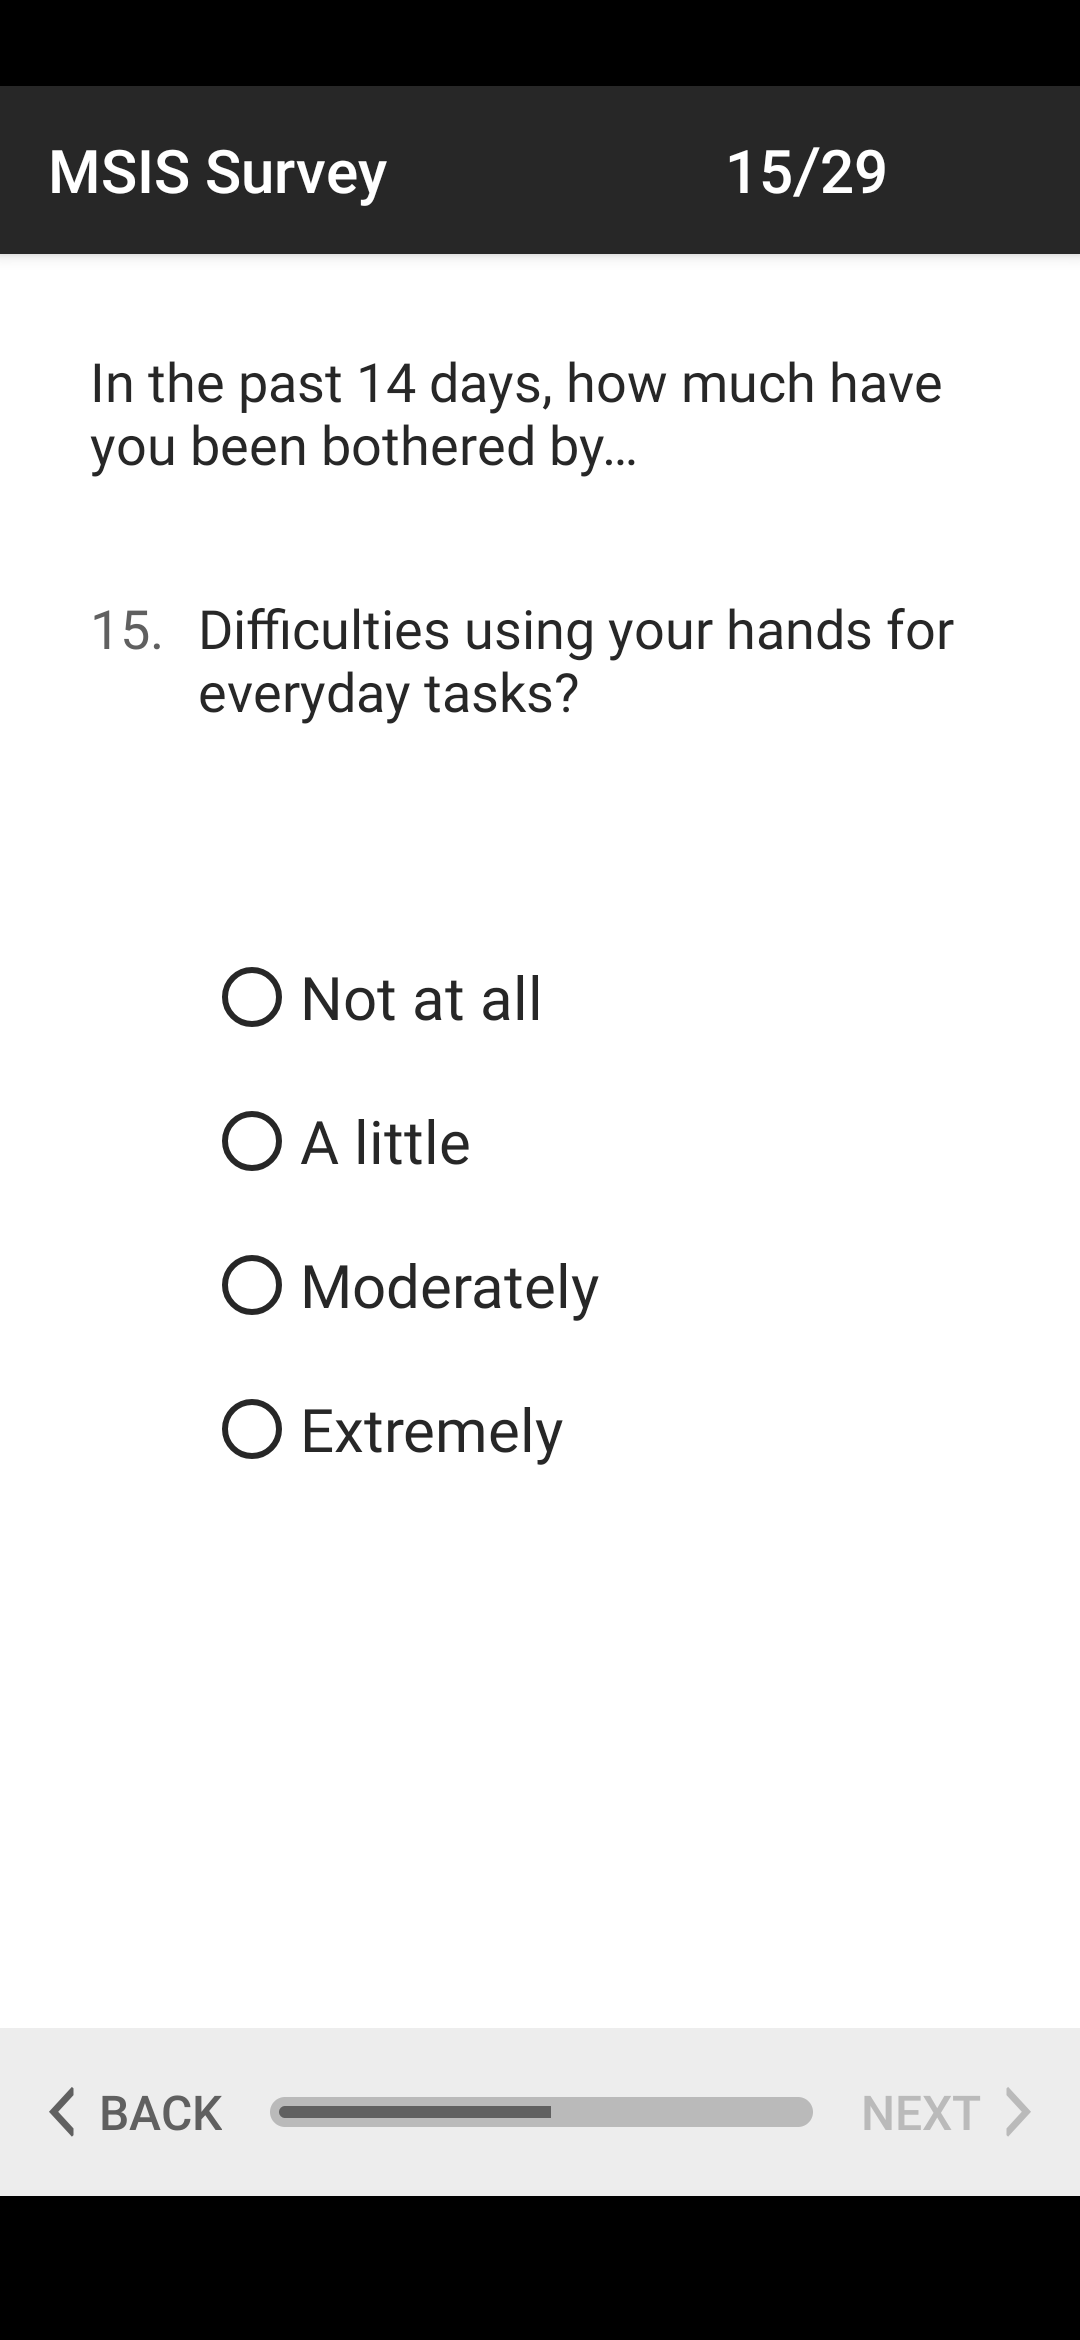 MSIS Survey 15/29
In the past 14 days, how much have
you been bothered by...
15. Difficulties using your hands for
everyday tasks?
Not at all
A little
Moderately
Extremely
BACK NEXT